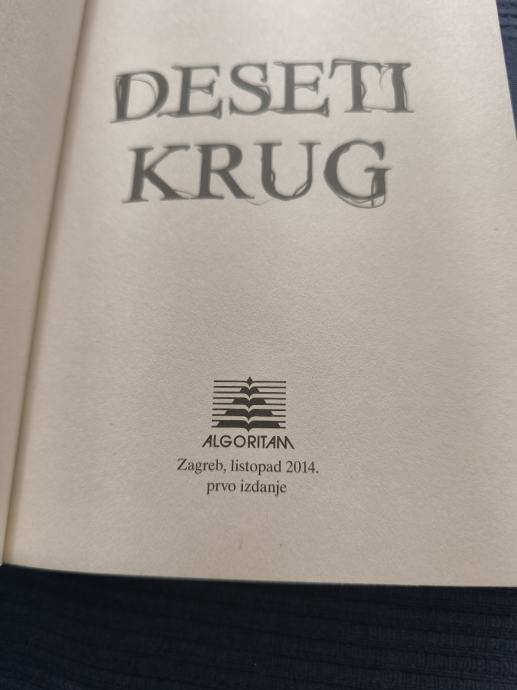 DESETI
KRUG
ALGORITAM
Zagreb, listopad 2014.
prvo izdanje